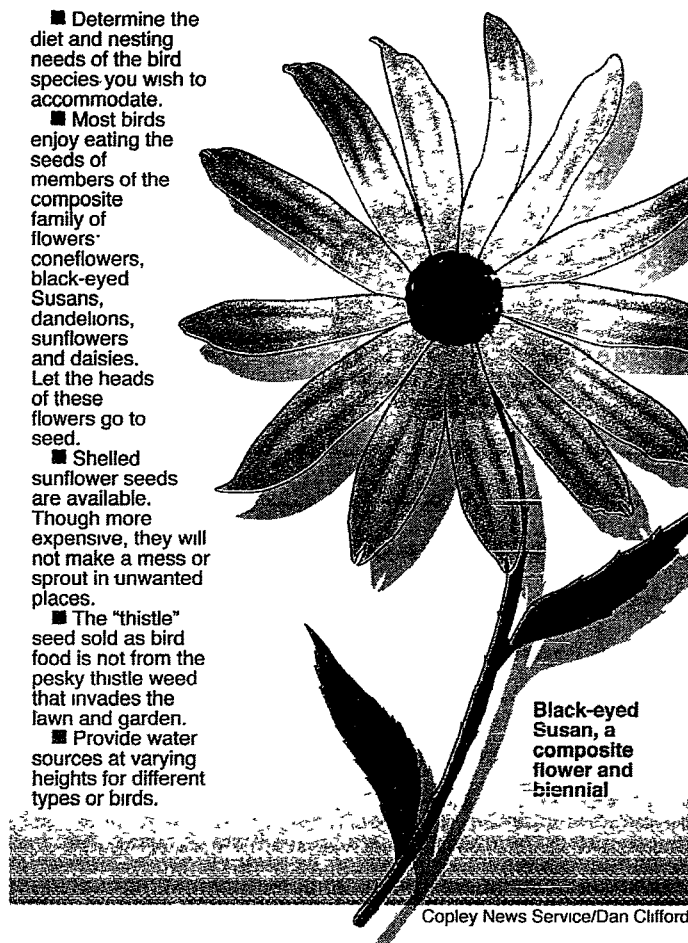 ■ Determine the
diet and nesting
needs of the bird
species you wish to
accommodate.
■ Most birds
enjoy eating the
seeds of
members of the
composite
family of
flowers:
coneflowers,
black-eyed
Susans,
dandelions,
sunflowers
and daisies.
Let the heads
of these
flowers go to
seed.
■ Shelled
sunflower seeds
are available.
Though more
expensive, they will
not make a mess or
sprout in unwanted
places.
■ The "thistle"
seed sold as bird
food is not from the
pesky thistle weed
that invades the
lawn and garden.
■ Provide water
sources at varying
heights for different
types or birds.
Black-eyed
Susan, a
composite
flower and
biennial
Copley News Service/Dan Clifford